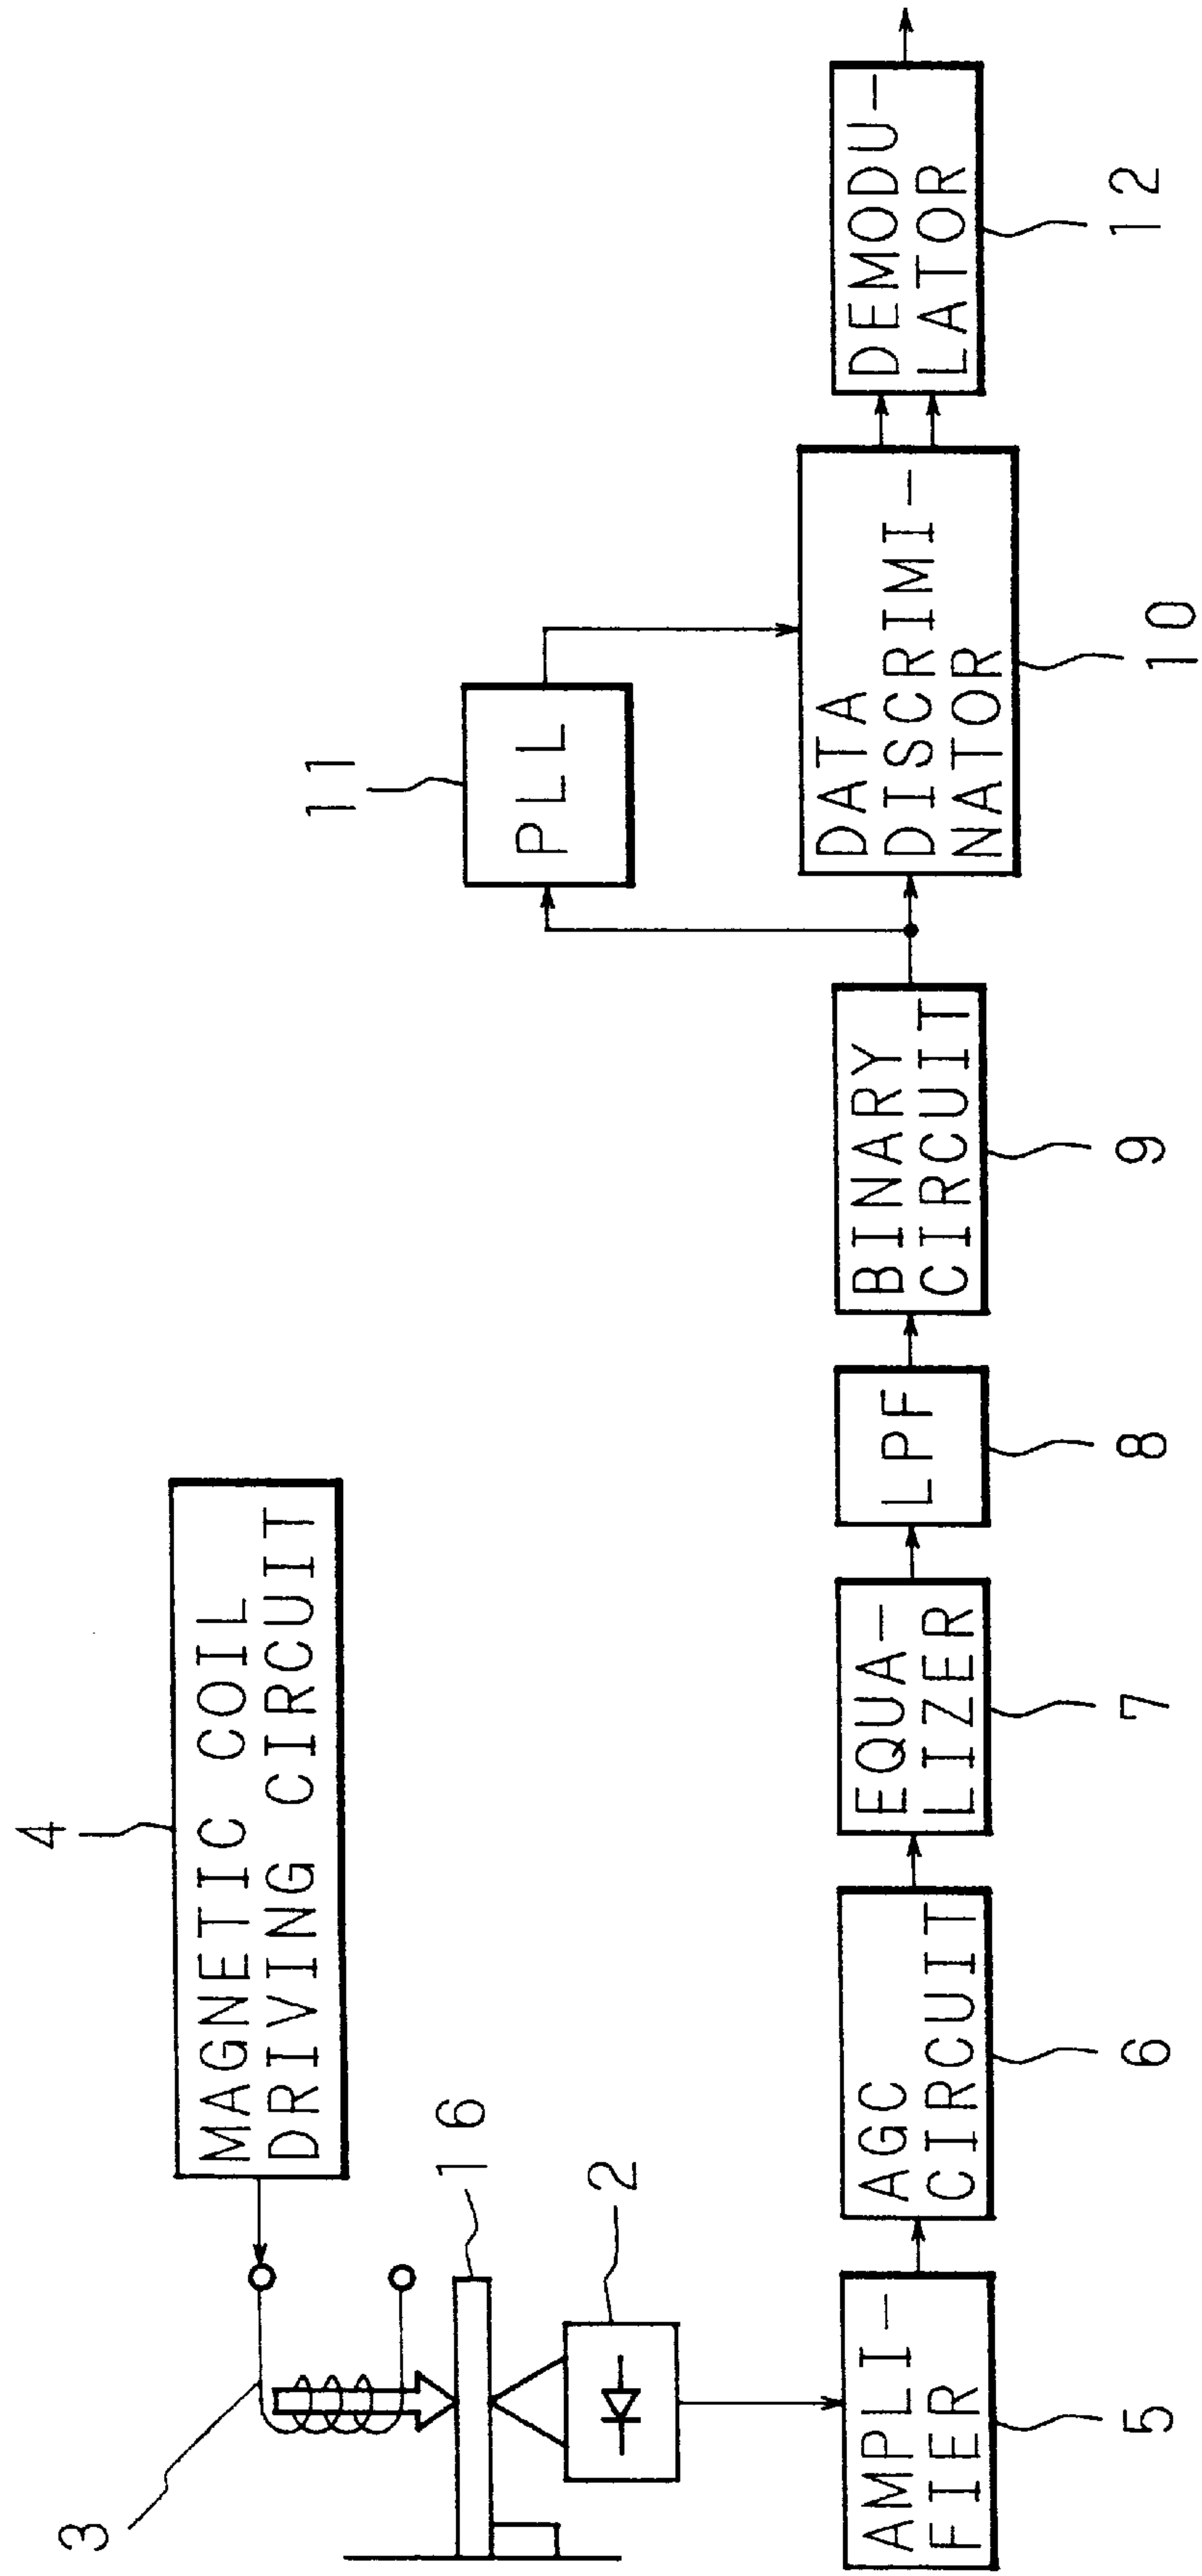 4
MAGNETIC COIL
DRIVING CIRCUIT
3
16
2
11
PLL
AMPLI-
FIER
AGC
CIRCUIT
EQUA-
LIZER
LPF
BINARY
CIRCUIT
DATA
DISCRIMI-
NATOR
DEMODU-
LATOR
5
6
7
8
9
10
12